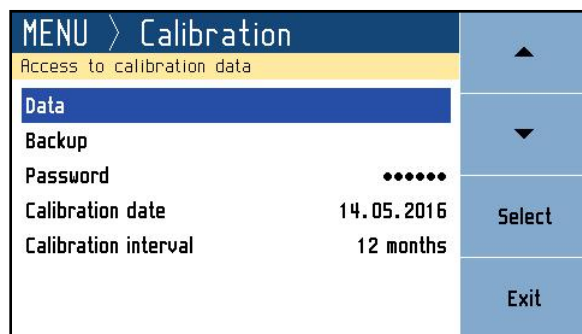 MENU > Calibration
Access to calibration data
Data
Backup
Password ••••••
Calibration date 14.05.2016
Calibration interval 12 months
Select
Exit